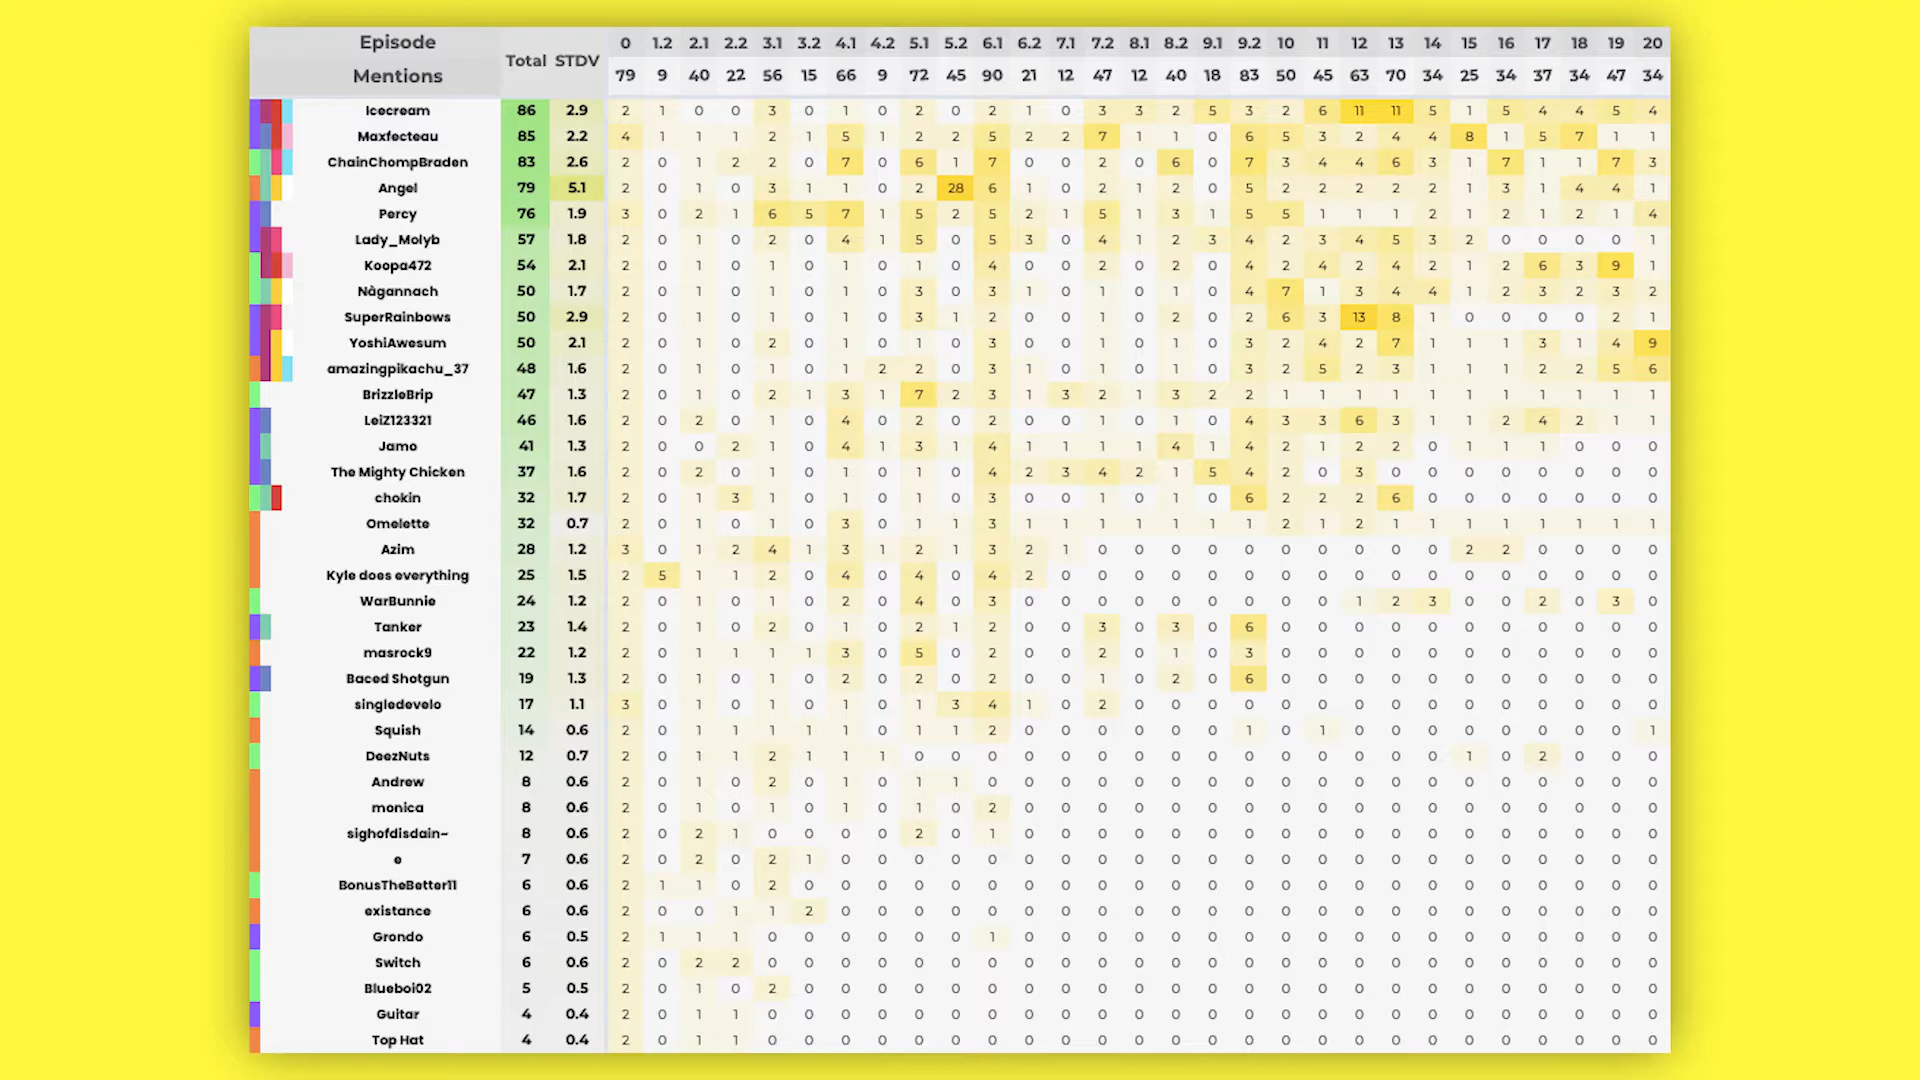 Episode Total STDV 0 1.2 2.1 2.2 3.1 3.2 4.1 4.2 5.1 5.2 6.1 6.2 7.1 7.2 8.1 8.2 9.1 9.2 10 11 12 13 14 15 16 17 18 19 20
Mentions 79 9 40 22 56 15 66 9 72 45 90 21 12 47 12 40 18 83 50 45 63 70 34 25 34 37 34 47 34
Icecream 86 2.9 2 1 0 0 3 0 1 0 2 0 2 1 0 3 3 2 5 3 2 6 11 11 5 1 5 4 4 5 4
Maxfecteau 85 2.2 4 1 1 1 2 1 5 1 2 2 5 2 2 7 1 1 0 6 5 3 2 4 4 8 1 5 7 1 1
ChainChompBraden 83 2.6 2 0 1 2 2 0 7 0 6 1 7 0 0 2 0 6 0 7 3 4 4 6 3 1 7 1 1 7 3
Angel 79 5.1 2 0 1 0 3 1 1 0 2 28 6 1 0 2 1 2 0 5 2 2 2 2 2 1 3 1 4 4 1
Percy 76 1.9 3 0 2 1 6 5 7 1 5 2 5 2 1 5 1 3 1 5 5 1 1 1 2 1 2 1 2 1 4
Lady_Molyb 57 1.8 2 0 1 0 2 0 4 1 5 0 5 3 0 4 1 2 3 4 2 3 4 5 3 2 0 0 0 0 1
Koopa472 54 2.1 2 0 1 0 1 0 1 0 1 0 4 0 0 2 0 2 0 4 2 4 2 4 2 1 2 6 3 9 1
Nàgannach 50 1.7 2 0 1 0 1 0 1 0 3 0 3 1 0 1 0 1 0 4 7 1 3 4 4 1 2 3 2 3 2
SuperRainbows 50 2.9 2 0 1 0 1 0 1 0 3 1 2 0 0 1 0 2 0 2 6 3 13 8 1 0 0 0 0 2 1
YoshiAwesum 50 2.1 2 0 1 0 2 0 1 0 1 0 3 0 0 1 0 1 0 3 2 4 2 7 1 1 1 3 1 4 9
amazingpikachu_37 48 1.6 2 0 1 0 1 0 1 2 2 0 3 1 0 1 0 1 0 3 2 5 2 3 1 1 1 2 2 5 6
BrizzleBrip 47 1.3 2 0 1 0 2 1 3 1 7 2 3 1 3 2 1 3 2 2 1 1 1 1 1 1 1 1 1 1 1
LeiZ123321 46 1.6 2 0 2 0 1 0 4 0 2 0 2 0 0 1 0 1 0 4 3 3 6 3 1 1 2 4 2 1 1
Jamo 41 1.3 2 0 0 2 1 0 4 1 3 1 4 1 1 1 1 4 1 4 2 1 2 2 0 1 1 1 0 0 0
The Mighty Chicken 37 1.6 2 0 2 0 1 0 1 0 1 0 4 2 3 4 2 1 5 4 2 0 3 0 0 0 0 0 0 0 0
chokin 32 1.7 2 0 1 3 1 0 1 0 1 0 3 0 0 1 0 1 0 6 2 2 2 6 0 0 0 0 0 0 0
Omelette 32 0.7 2 0 1 0 1 0 3 0 1 1 3 1 1 1 1 1 1 1 2 1 2 1 1 1 1 1 1 1 1
Azim 28 1.2 3 0 1 2 4 1 3 1 2 1 3 2 1 0 0 0 0 0 0 0 0 0 0 2 2 0 0 0 0
Kyle does everything 25 1.5 2 5 1 1 2 0 4 0 4 0 4 2 0 0 0 0 0 0 0 0 0 0 0 0 0 0 0 0 0
WarBunnie 24 1.2 2 0 1 0 1 0 2 0 4 0 3 0 0 0 0 0 0 0 0 0 1 2 3 0 0 2 0 3 0
Tanker 23 1.4 2 0 1 0 2 0 1 0 2 1 2 0 0 3 0 3 0 6 0 0 0 0 0 0 0 0 0 0 0
masrock9 22 1.2 2 0 1 1 1 1 3 0 5 0 2 0 0 2 0 1 0 3 0 0 0 0 0 0 0 0 0 0 0
Baced Shotgun 19 1.3 2 0 1 0 1 0 2 0 2 0 2 0 0 1 0 2 0 6 0 0 0 0 0 0 0 0 0 0 0
singledevelo 17 1.1 3 0 1 0 1 0 1 0 1 3 4 1 0 2 0 0 0 0 0 0 0 0 0 0 0 0 0 0 0
Squish 14 0.6 2 0 1 1 1 1 1 0 1 1 2 0 0 0 0 0 0 1 0 1 0 0 0 0 0 0 0 0 1
DeezNuts 12 0.7 2 0 1 1 2 1 1 1 0 0 0 0 0 0 0 0 0 0 0 0 0 0 0 1 0 2 0 0 0
Andrew 8 0.6 2 0 1 0 2 0 1 0 1 1 0 0 0 0 0 0 0 0 0 0 0 0 0 0 0 0 0 0 0
monica 8 0.6 2 0 1 0 1 0 1 0 1 0 2 0 0 0 0 0 0 0 0 0 0 0 0 0 0 0 0 0 0
sighofdisdain~ 8 0.6 2 0 2 1 0 0 0 0 2 0 1 0 0 0 0 0 0 0 0 0 0 0 0 0 0 0 0 0 0
e 7 0.6 2 0 2 0 2 1 0 0 0 0 0 0 0 0 0 0 0 0 0 0 0 0 0 0 0 0 0 0 0
BonusTheBetter11 6 0.6 2 1 1 0 2 0 0 0 0 0 0 0 0 0 0 0 0 0 0 0 0 0 0 0 0 0 0 0 0
existance 6 0.6 2 0 0 1 1 2 0 0 0 0 0 0 0 0 0 0 0 0 0 0 0 0 0 0 0 0 0 0 0
Grondo 6 0.5 2 1 1 1 0 0 0 0 0 0 1 0 0 0 0 0 0 0 0 0 0 0 0 0 0 0 0 0 0
Switch 6 0.6 2 0 2 2 0 0 0 0 0 0 0 0 0 0 0 0 0 0 0 0 0 0 0 0 0 0 0 0 0
Blueboi02 5 0.5 2 0 1 0 2 0 0 0 0 0 0 0 0 0 0 0 0 0 0 0 0 0 0 0 0 0 0 0 0
Guitar 4 0.4 2 0 1 1 0 0 0 0 0 0 0 0 0 0 0 0 0 0 0 0 0 0 0 0 0 0 0 0 0
Top Hat 4 0.4 2 0 1 1 0 0 0 0 0 0 0 0 0 0 0 0 0 0 0 0 0 0 0 0 0 0 0 0 0